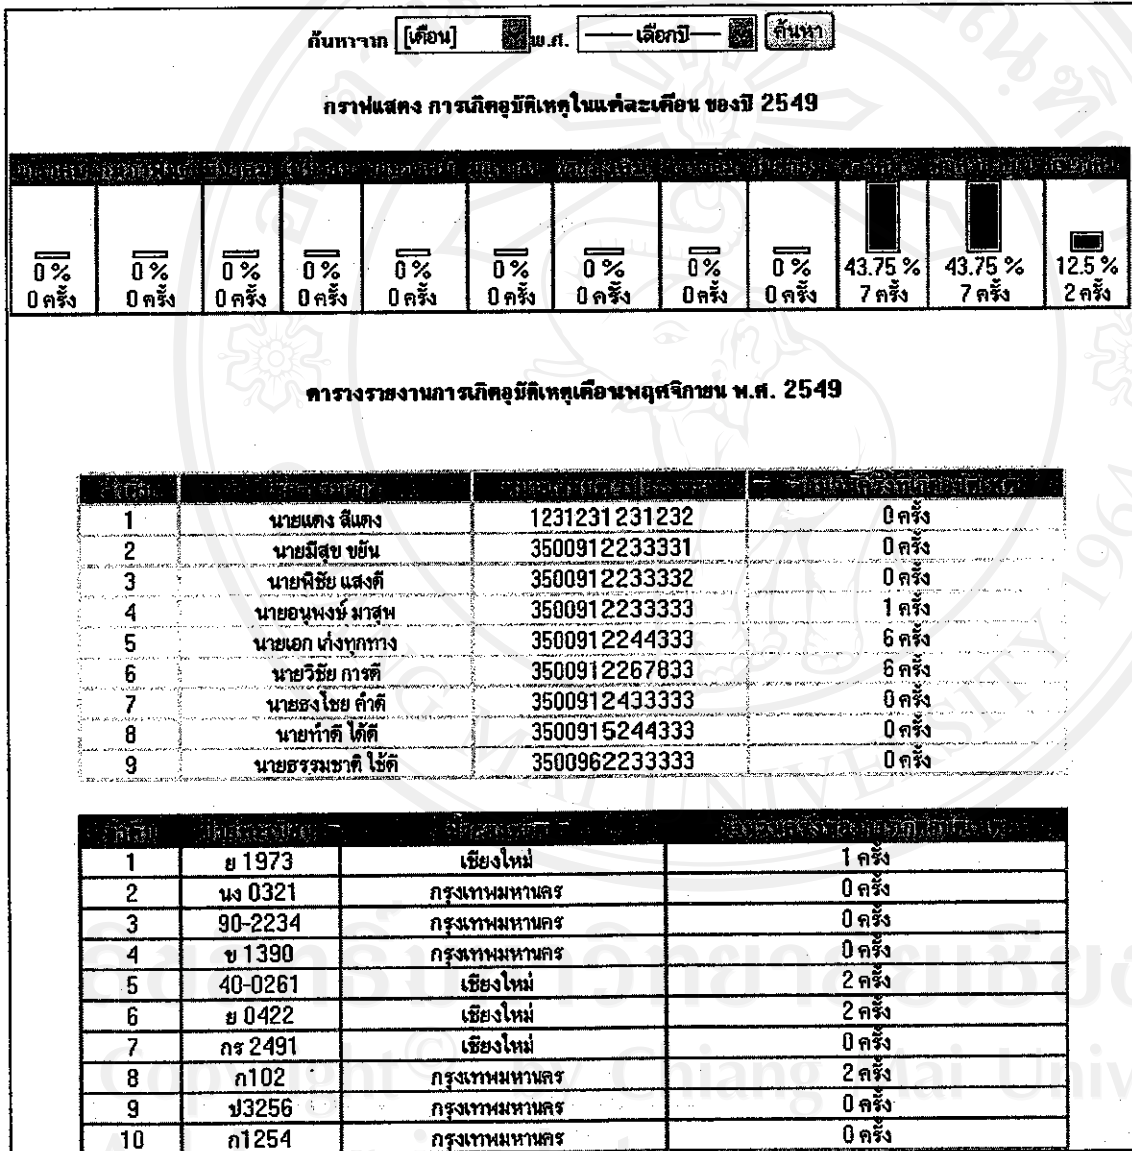 ค้นหาจาก [เดือน] พ.ศ. เลือกปี ค้นหา
กราฟแสดง การเกิดอุบัติเหตุในแต่ละเดือน ของปี 2549
0 % 0 % 0 % 0 % 0 % 0 % 0 % 0 % 0 % 43.75 % 43.75 % 12.5 %
0 ครั้ง 0 ครั้ง 0 ครั้ง 0 ครั้ง 0 ครั้ง 0 ครั้ง 0 ครั้ง 0 ครั้ง 0 ครั้ง 7 ครั้ง 7 ครั้ง 2 ครั้ง
ตารางรายงานการเกิดอุบัติเหตุเดือนพฤศจิกายน พ.ศ. 2549
1 นายแดง สีแดง 1231231231232 0 ครั้ง
2 นายมีสุข ขยัน 3500912233331 0 ครั้ง
3 นายพิชัย แสงดี 3500912233332 0 ครั้ง
4 นายอนุพงษ์ มาสุพ 3500912233333 1 ครั้ง
5 นายเอก เก่งทุกทาง 3500912244333 6 ครั้ง
6 นายวิชัย การดี 3500912267833 6 ครั้ง
7 นายธงไชย คำดี 3500912433333 0 ครั้ง
8 นายทำดี ได้ดี 3500915244333 0 ครั้ง
9 นายธรรมชาติ ใช้ดี 3500962233333 0 ครั้ง
1 ย 1973 เชียงใหม่ 1 ครั้ง
2 นง 0321 กรุงเทพมหานคร 0 ครั้ง
3 90-2234 กรุงเทพมหานคร 0 ครั้ง
4 ข 1390 กรุงเทพมหานคร 0 ครั้ง
5 40-0261 เชียงใหม่ 2 ครั้ง
6 ย 0422 เชียงใหม่ 2 ครั้ง
7 กร 2491 เชียงใหม่ 0 ครั้ง
8 ก102 กรุงเทพมหานคร 2 ครั้ง
9 ป3256 กรุงเทพมหานคร 0 ครั้ง
10 ก1254 กรุงเทพมหานคร 0 ครั้ง